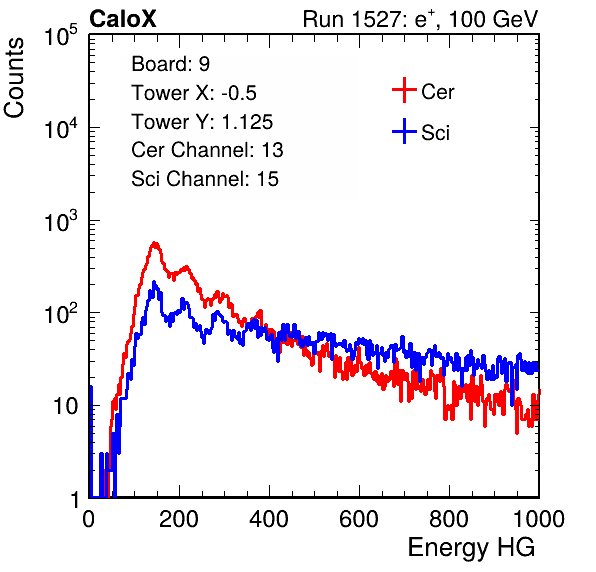 CaloX Run 1527: e⁺, 100 GeV
Counts
10⁵
10⁴
10³
10²
10
1
Board: 9
Tower X: -0.5
Tower Y: 1.125
Cer Channel: 13
Sci Channel: 15
Cer
Sci
0 200 400 600 800 1000
Energy HG